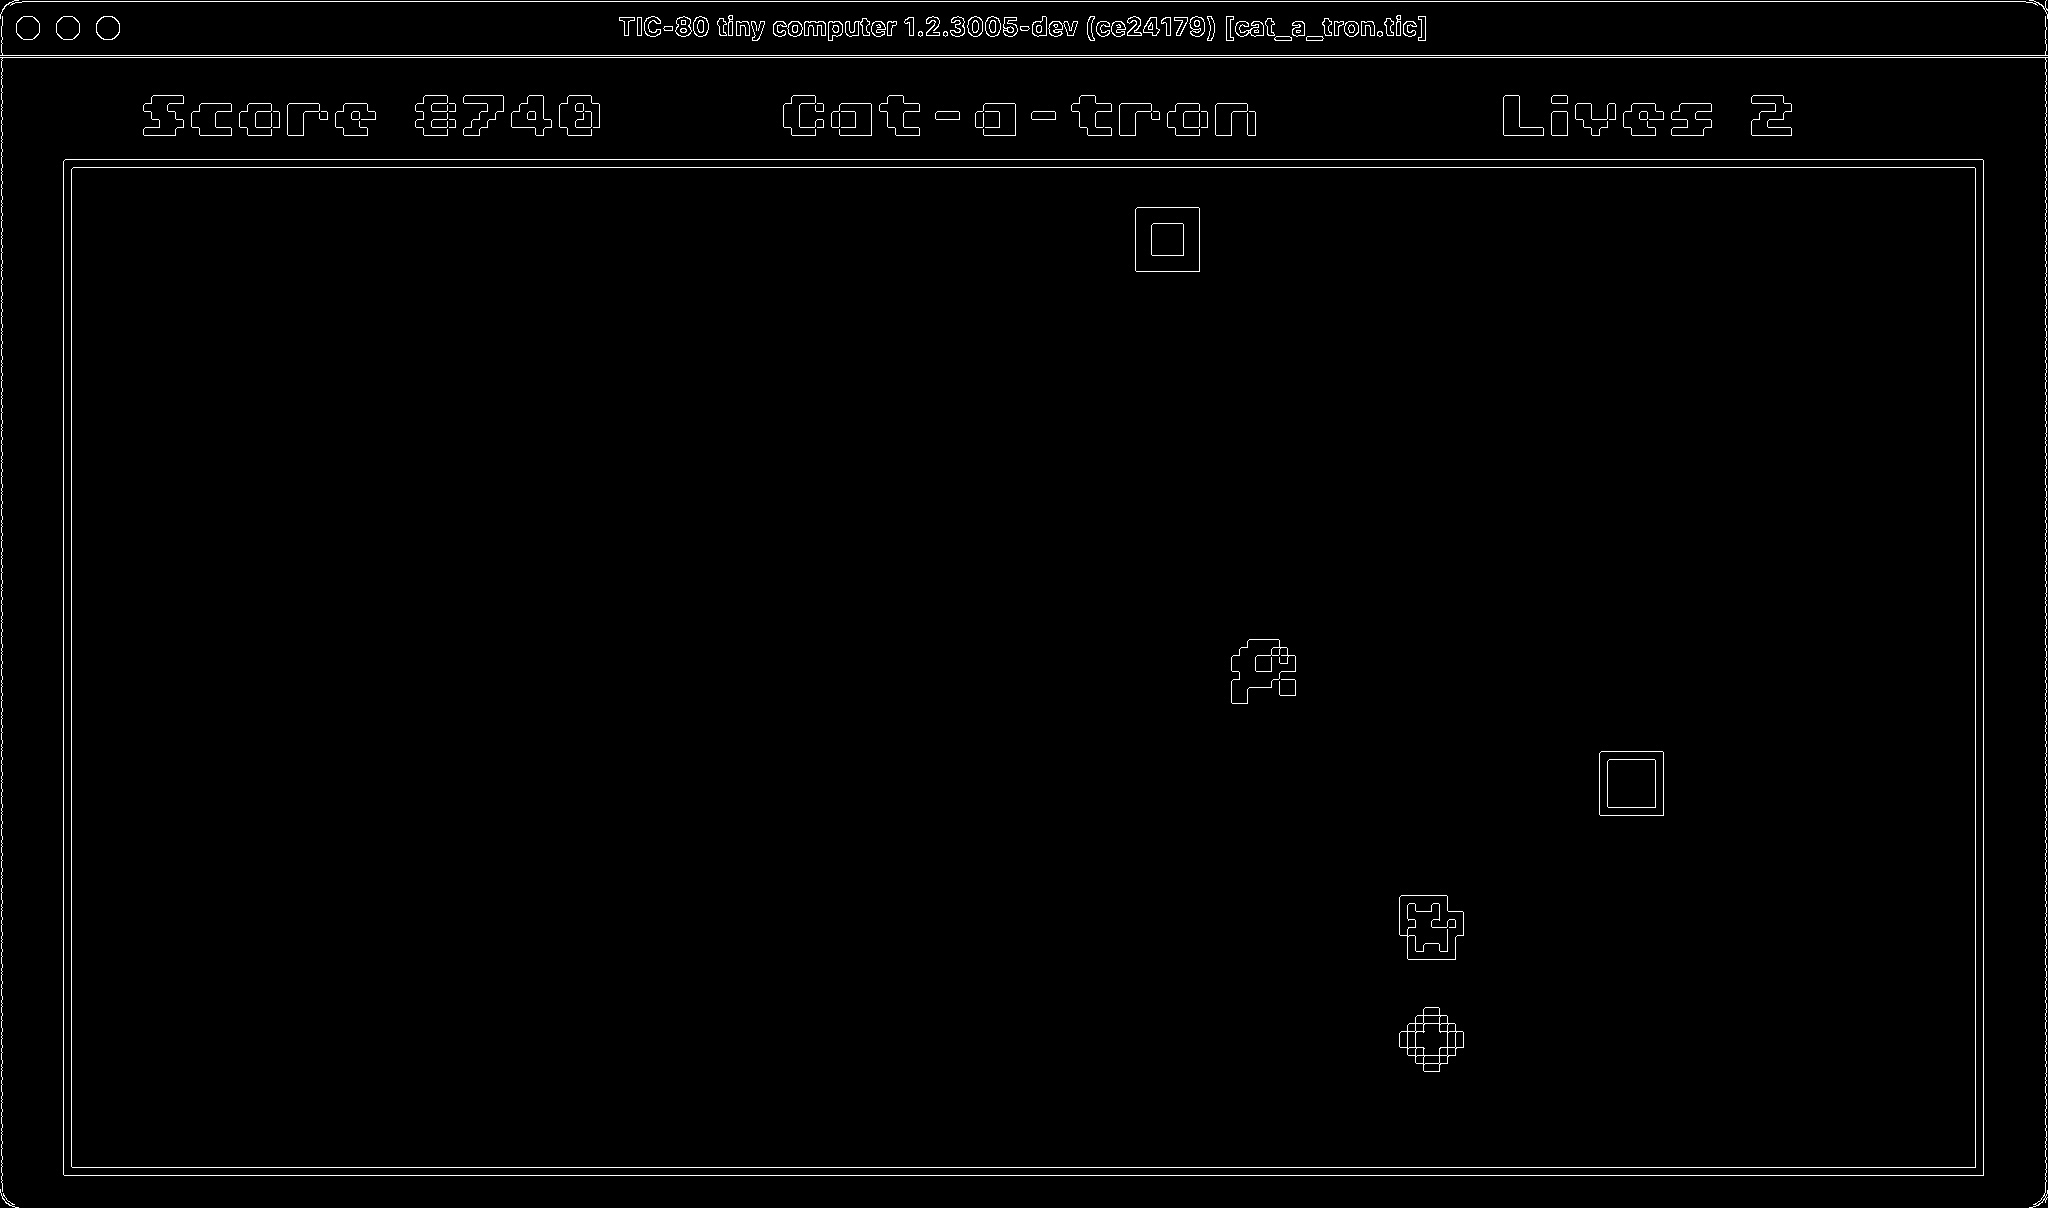 TIC-80 tiny computer 1.2.3005-dev (ce24179) [cat_a_tron.tic]
Score 8740 Cat-a-tron Lives 2